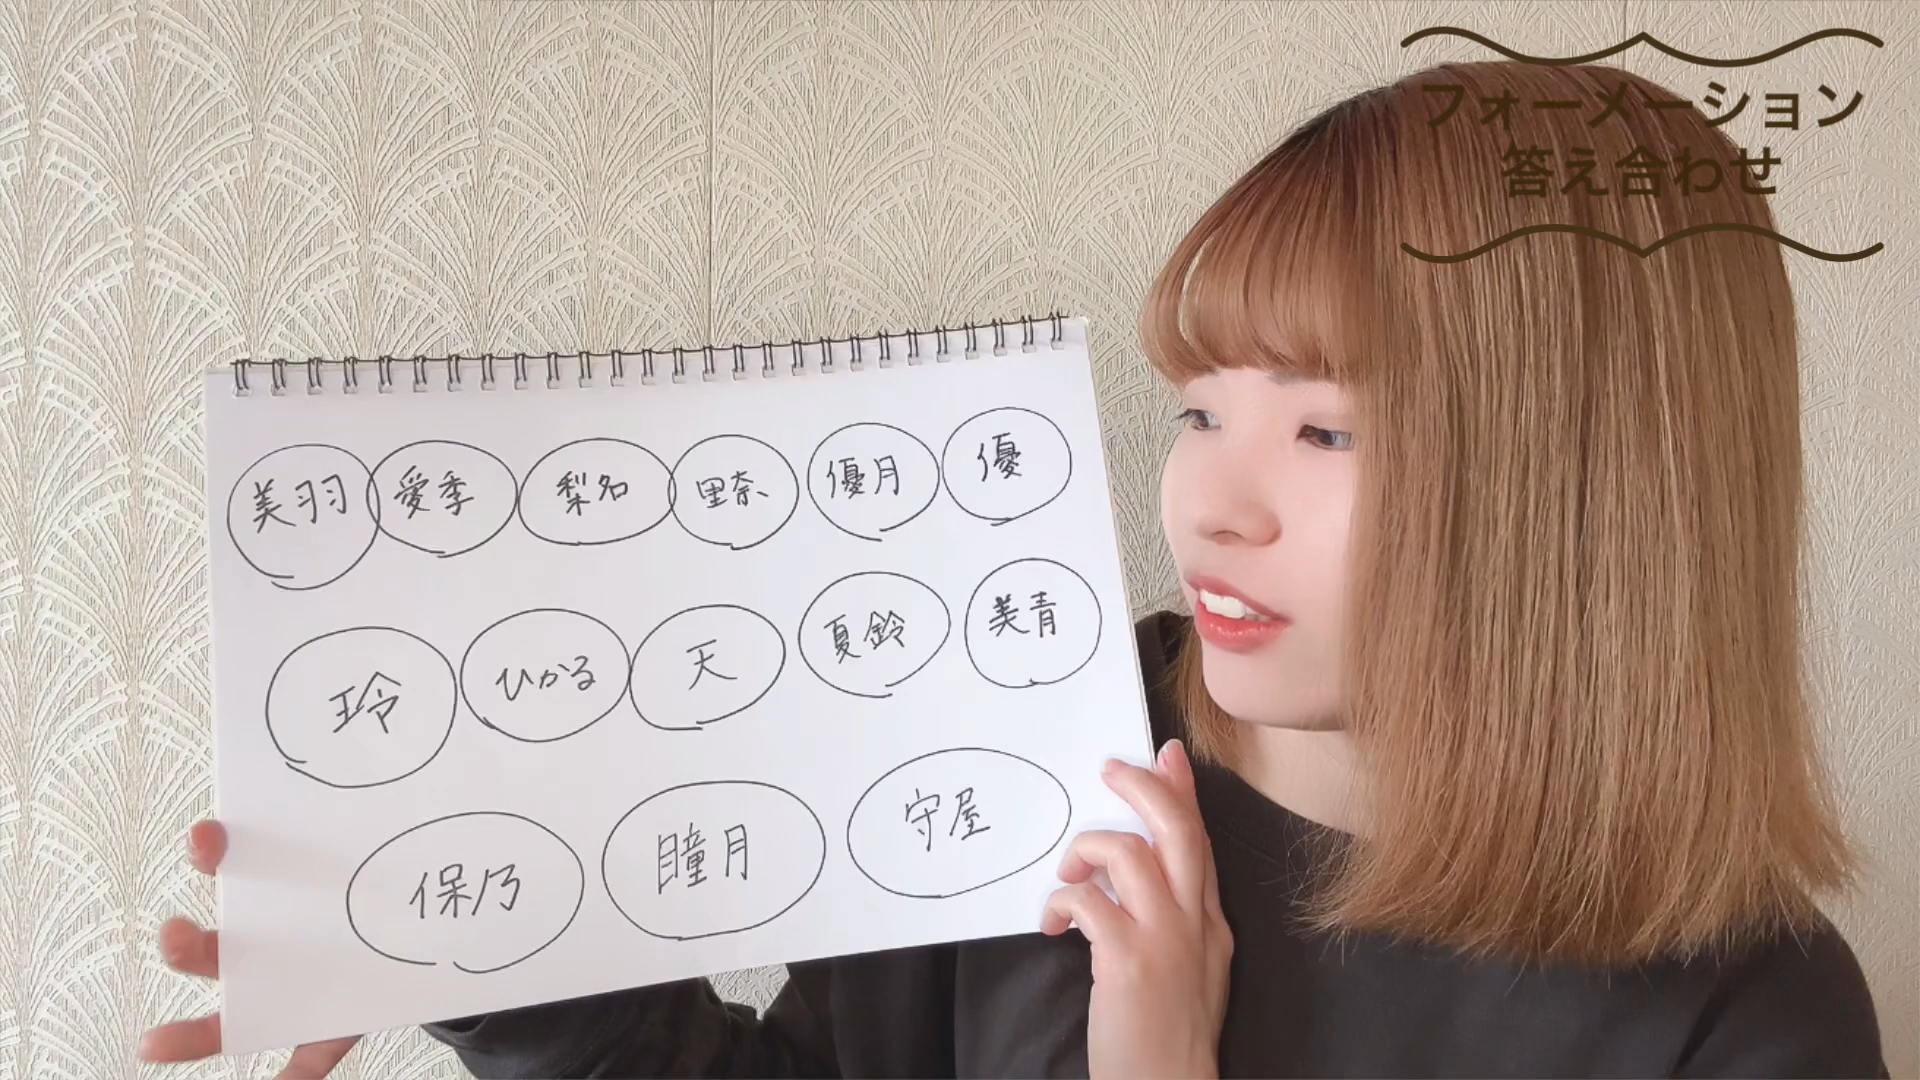 フォーメーション
答え合わせ
美羽 愛季 梨名 里奈 優月 優
玲 ひかる 天 夏鈴 美青
保乃 瞳月 守屋